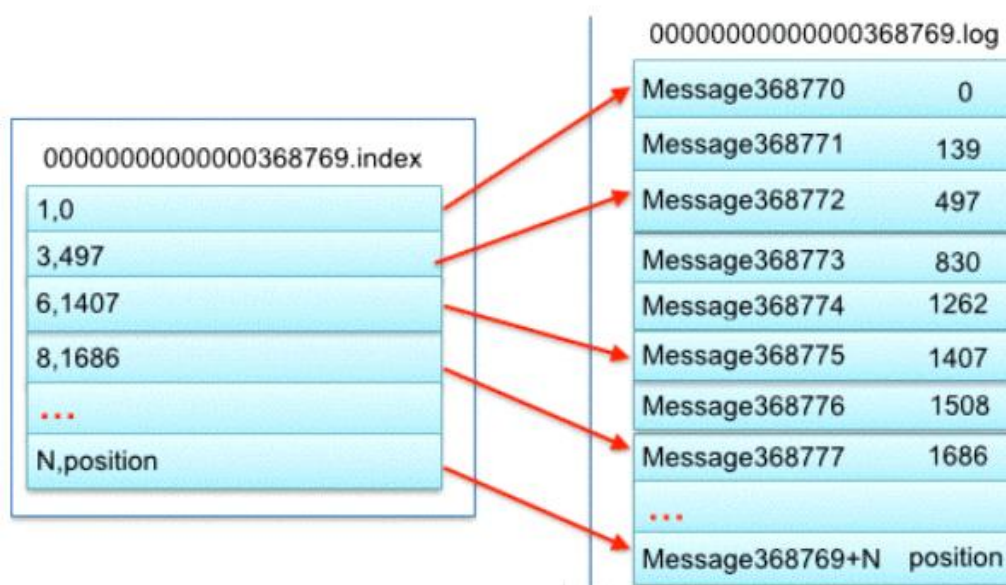 00000000000000368769.index
1,0
3,497
6,1407
8,1686
...
N,position
00000000000000368769.log
Message368770 0
Message368771 139
Message368772 497
Message368773 830
Message368774 1262
Message368775 1407
Message368776 1508
Message368777 1686
...
Message368769+N position